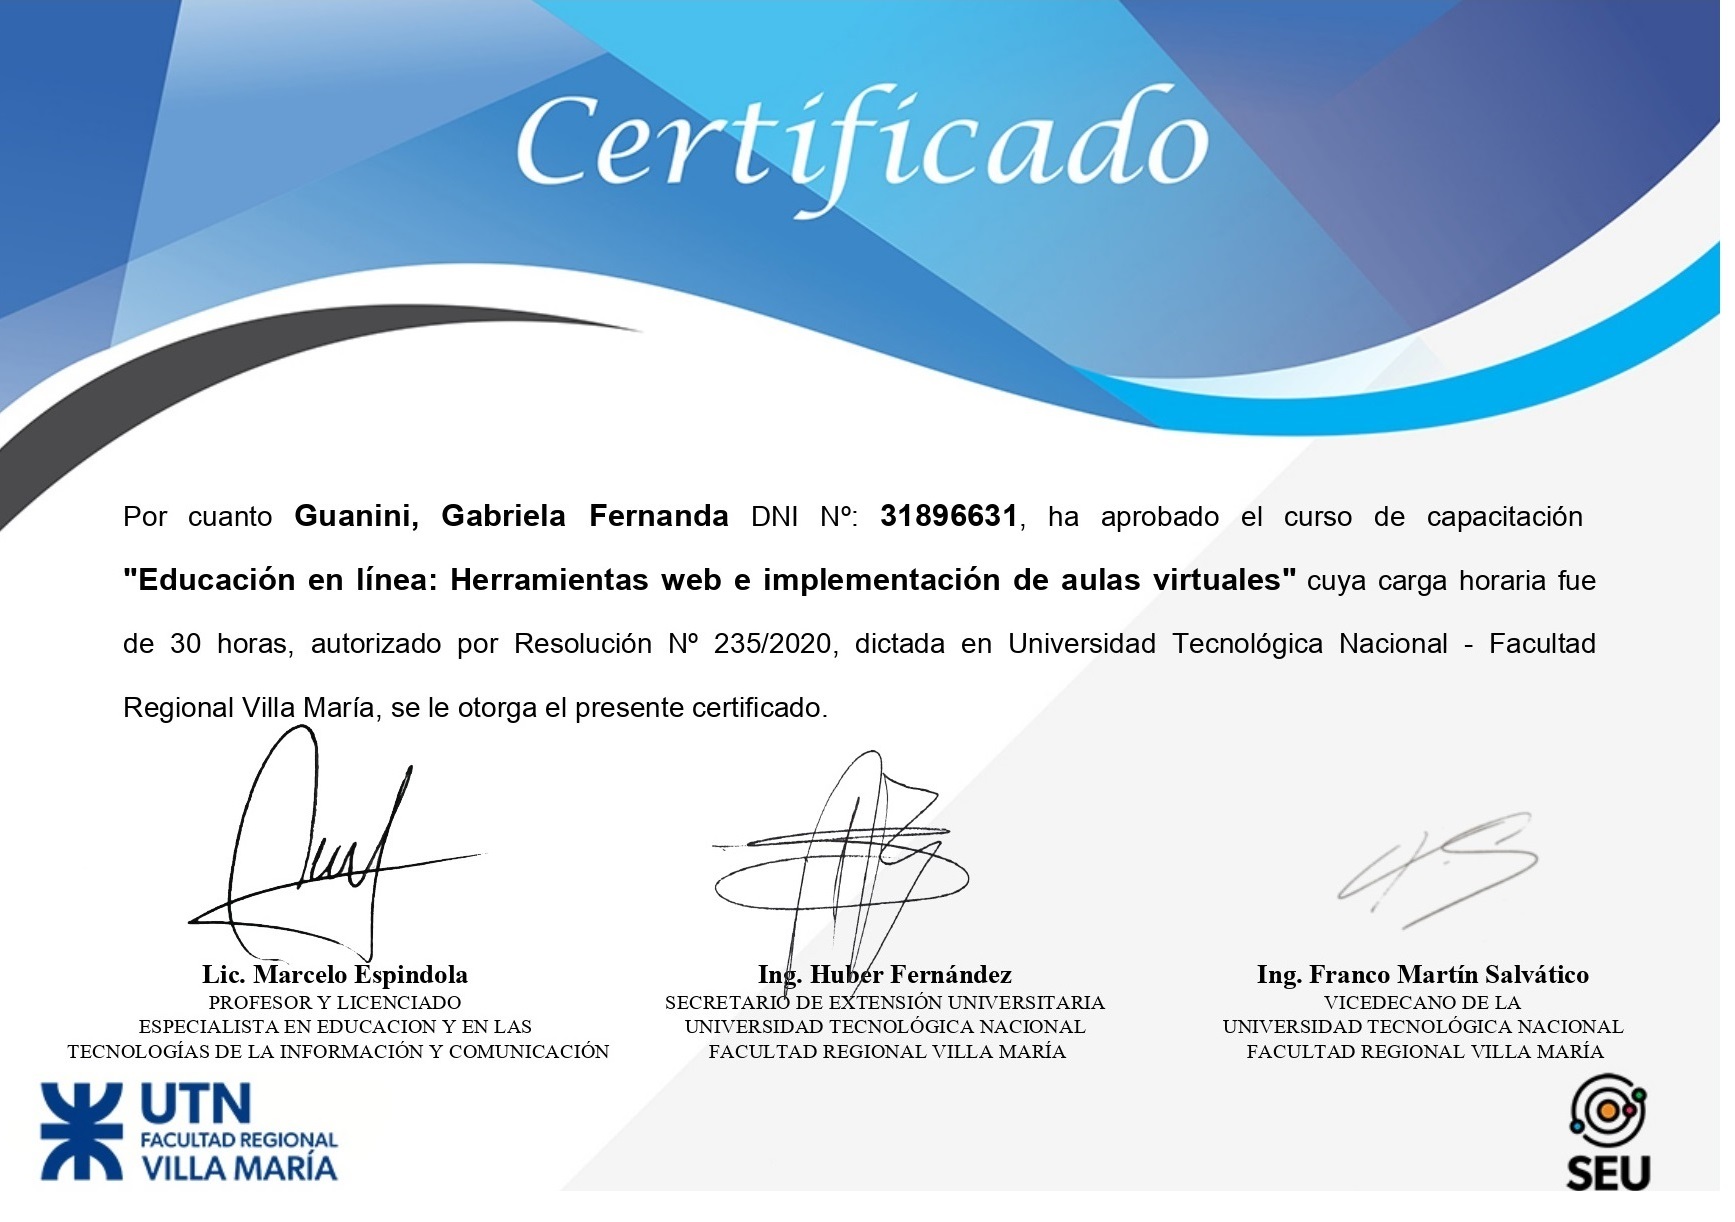 Certificado
Por cuanto Guanini, Gabriela Fernanda DNI Nº: 31896631, ha aprobado el curso de capacitación
"Educación en línea: Herramientas web e implementación de aulas virtuales" cuya carga horaria fue
de 30 horas, autorizado por Resolución Nº 235/2020, dictada en Universidad Tecnológica Nacional - Facultad
Regional Villa María, se le otorga el presente certificado.
Lic. Marcelo Espindola
PROFESOR Y LICENCIADO
ESPECIALISTA EN EDUCACION Y EN LAS
TECNOLOGÍAS DE LA INFORMACIÓN Y COMUNICACIÓN
Ing. Huber Fernández
SECRETARIO DE EXTENSIÓN UNIVERSITARIA
UNIVERSIDAD TECNOLÓGICA NACIONAL
FACULTAD REGIONAL VILLA MARÍA
Ing. Franco Martín Salvático
VICEDECANO DE LA
UNIVERSIDAD TECNOLÓGICA NACIONAL
FACULTAD REGIONAL VILLA MARÍA
UTN
FACULTAD REGIONAL
VILLA MARÍA
SEU